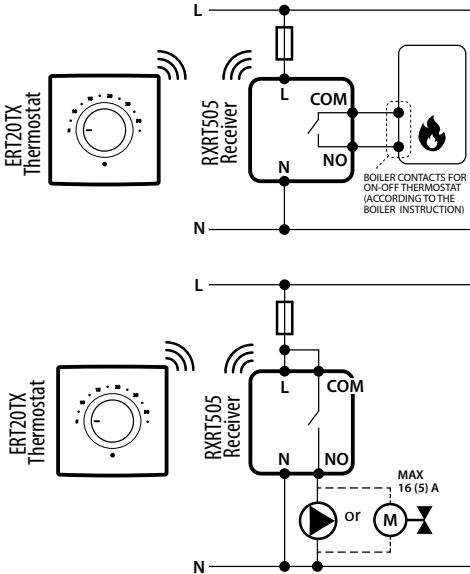 L
ERT20TX
Thermostat
RXRT505
Receiver
L
COM
N
NO
BOILER CONTACTS FOR
ON-OFF THERMOSTAT
(ACCORDING TO THE
BOILER INSTRUCTION)
N
L
ERT20TX
Thermostat
RXRT505
Receiver
L
COM
N
NO
MAX
16 (5) A
or
M
N